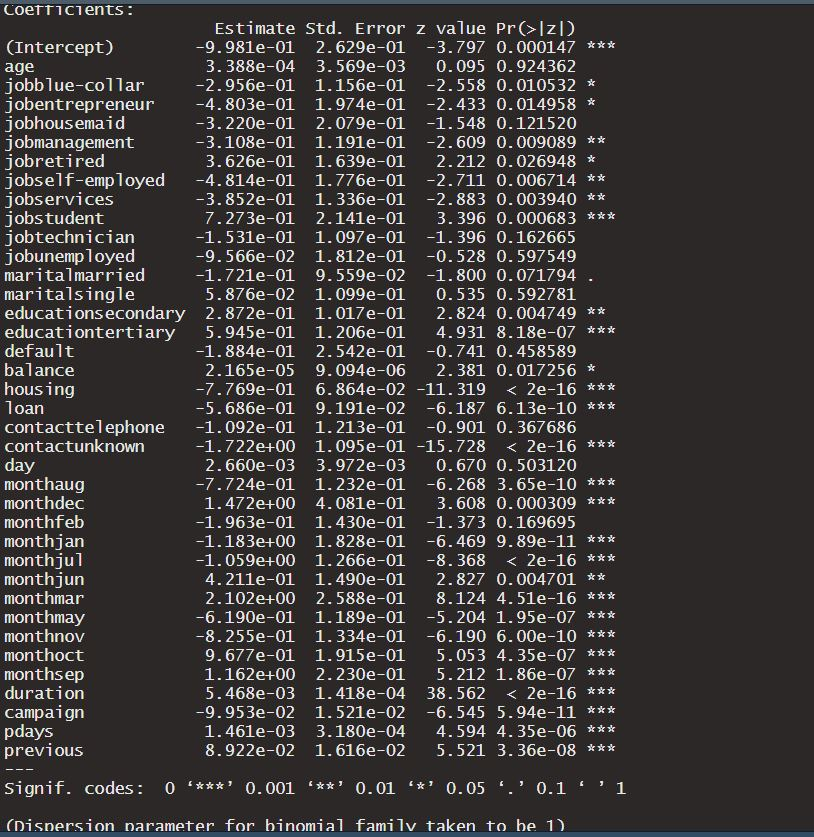 Coefficients:
                     Estimate Std. Error z value Pr(>|z|)
(Intercept)        -9.981e-01  2.629e-01  -3.797 0.000147 ***
age                 3.388e-04  3.569e-03   0.095 0.924362
jobblue-collar     -2.956e-01  1.156e-01  -2.558 0.010532 *
jobentrepreneur    -4.803e-01  1.974e-01  -2.433 0.014958 *
jobhousemaid       -3.220e-01  2.079e-01  -1.548 0.121520
jobmanagement      -3.108e-01  1.191e-01  -2.609 0.009089 **
jobretired          3.626e-01  1.639e-01   2.212 0.026948 *
jobself-employed   -4.814e-01  1.776e-01  -2.711 0.006714 **
jobservices        -3.852e-01  1.336e-01  -2.883 0.003940 **
jobstudent          7.273e-01  2.141e-01   3.396 0.000683 ***
jobtechnician      -1.531e-01  1.097e-01  -1.396 0.162665
jobunemployed      -9.566e-02  1.812e-01  -0.528 0.597549
maritalmarried     -1.721e-01  9.559e-02  -1.800 0.071794 .
maritalsingle       5.876e-02  1.099e-01   0.535 0.592781
educationsecondary  2.872e-01  1.017e-01   2.824 0.004749 **
educationtertiary   5.945e-01  1.206e-01   4.931 8.18e-07 ***
default            -1.884e-01  2.542e-01  -0.741 0.458589
balance             2.165e-05  9.094e-06   2.381 0.017256 *
housing            -7.769e-01  6.864e-02 -11.319  < 2e-16 ***
loan               -5.686e-01  9.191e-02  -6.187 6.13e-10 ***
contacttelephone   -1.092e-01  1.213e-01  -0.901 0.367686
contactunknown     -1.722e+00  1.095e-01 -15.728  < 2e-16 ***
day                 2.660e-03  3.972e-03   0.670 0.503120
monthaug           -7.724e-01  1.232e-01  -6.268 3.65e-10 ***
monthdec            1.472e+00  4.081e-01   3.608 0.000309 ***
monthfeb           -1.963e-01  1.430e-01  -1.373 0.169695
monthjan           -1.183e+00  1.828e-01  -6.469 9.89e-11 ***
monthjul           -1.059e+00  1.266e-01  -8.368  < 2e-16 ***
monthjun            4.211e-01  1.490e-01   2.827 0.004701 **
monthmar            2.102e+00  2.588e-01   8.124 4.51e-16 ***
monthmay           -6.190e-01  1.189e-01  -5.204 1.95e-07 ***
monthnov           -8.255e-01  1.334e-01  -6.190 6.00e-10 ***
monthoct            9.677e-01  1.915e-01   5.053 4.35e-07 ***
monthsep            1.162e+00  2.230e-01   5.212 1.86e-07 ***
duration            5.468e-03  1.418e-04  38.562  < 2e-16 ***
campaign           -9.953e-02  1.521e-02  -6.545 5.94e-11 ***
pdays               1.461e-03  3.180e-04   4.594 4.35e-06 ***
previous            8.922e-02  1.616e-02   5.521 3.36e-08 ***
---
Signif. codes:  0 ‘***’ 0.001 ‘**’ 0.01 ‘*’ 0.05 ‘.’ 0.1 ‘ ’ 1
(Dispersion parameter for binomial family taken to be 1)